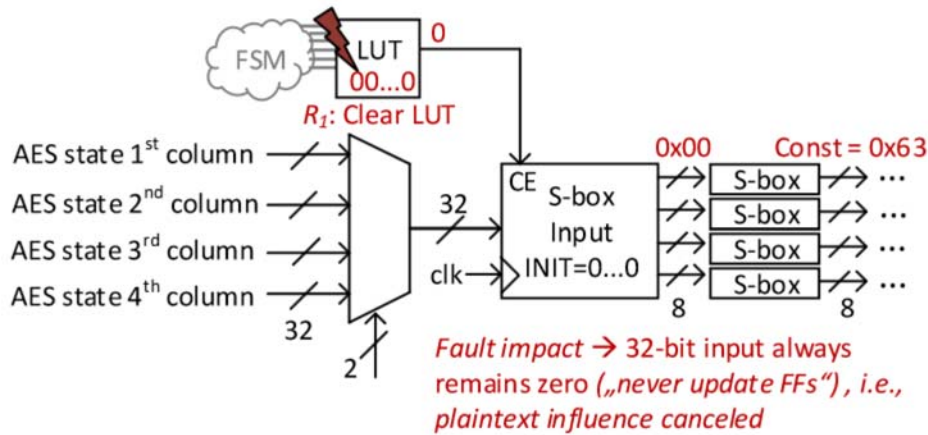 FSM
LUT
0
00...0
R₁: Clear LUT
AES state 1ˢᵗ column
AES state 2ⁿᵈ column
AES state 3ʳᵈ column
AES state 4ᵗʰ column
32
2
32
clk
CE
S-box
Input
INIT=0...0
0x00
Const = 0x63
S-box
...
S-box
...
S-box
...
S-box
...
8
8
Fault impact → 32-bit input always
remains zero („never update FFs“) , i.e.,
plaintext influence canceled